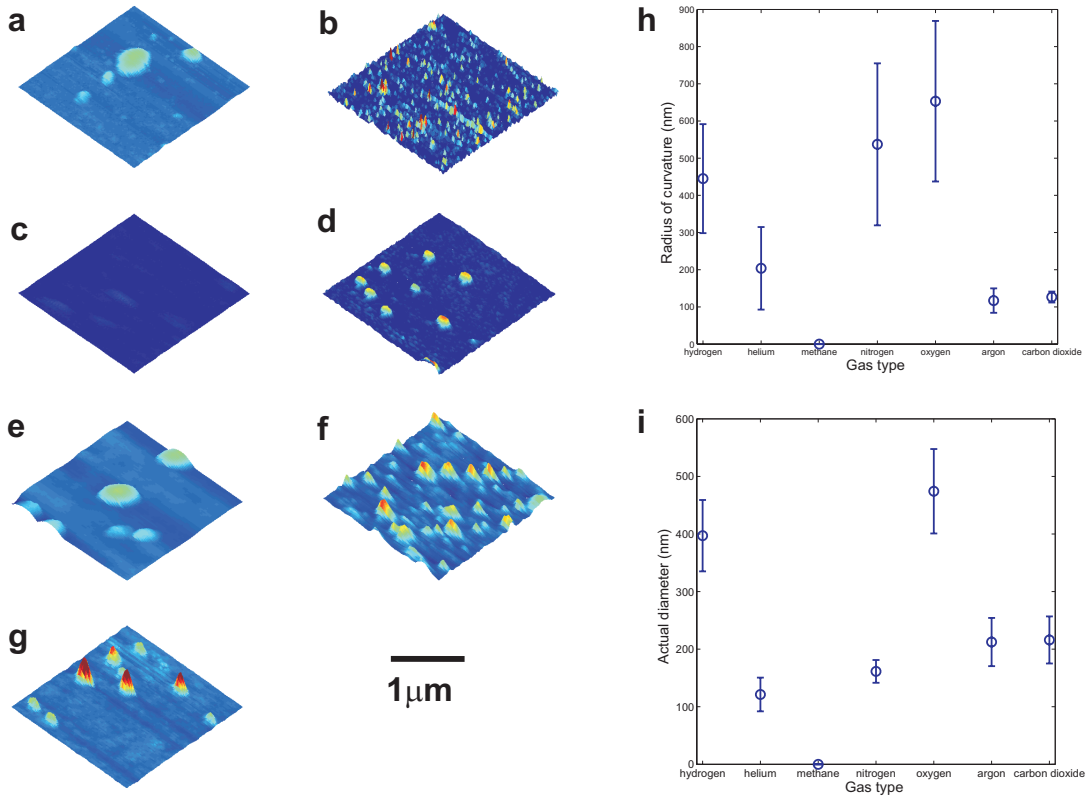 a
b
c
d
e
f
g
1μm
h
900
800
700
600
500
400
300
200
100
0
Radius of curvature (nm)
hydrogen helium methane nitrogen oxygen argon carbon dioxide
Gas type
i
600
500
400
300
200
100
0
Actual diameter (nm)
hydrogen helium methane nitrogen oxygen argon carbon dioxide
Gas type